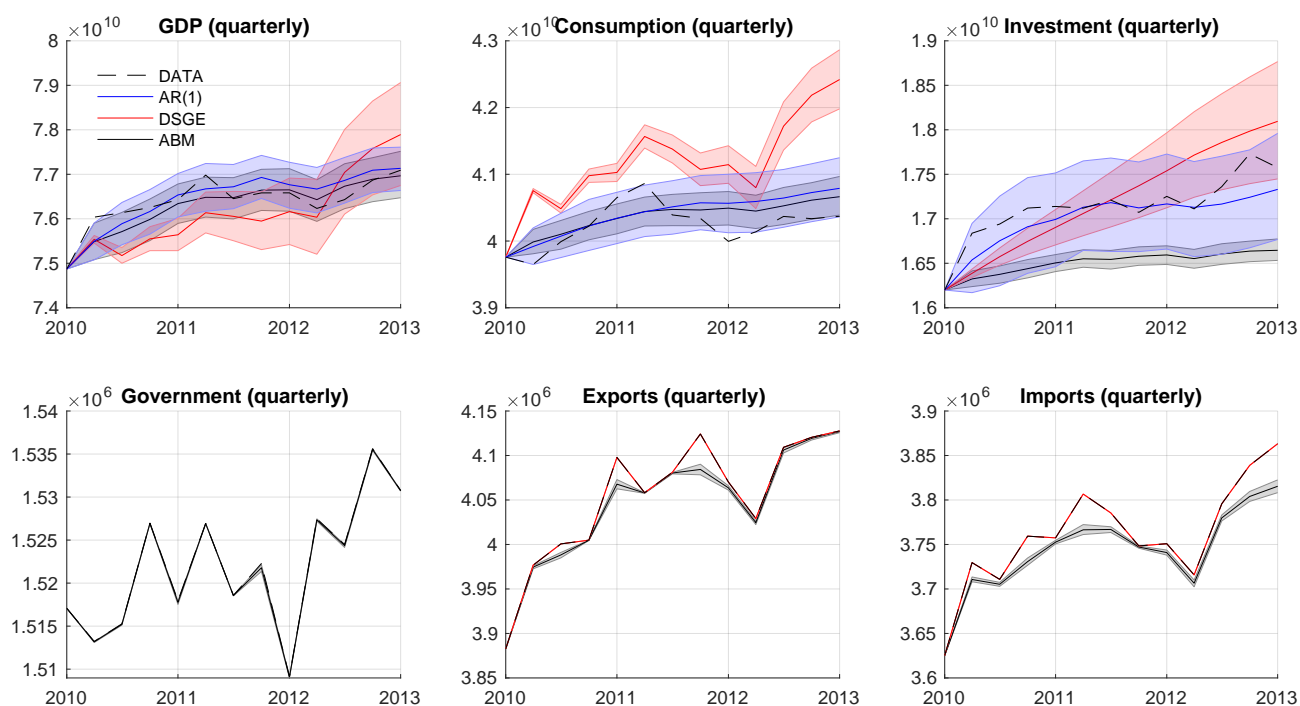 ×10^10 GDP (quarterly)
8
7.9
7.8
7.7
7.6
7.5
7.4
2010 2011 2012 2013
DATA
AR(1)
DSGE
ABM
×10^10 Consumption (quarterly)
4.3
4.2
4.1
4
3.9
2010 2011 2012 2013
×10^10 Investment (quarterly)
1.9
1.85
1.8
1.75
1.7
1.65
1.6
2010 2011 2012 2013
×10^6 Government (quarterly)
1.54
1.535
1.53
1.525
1.52
1.515
1.51
2010 2011 2012 2013
×10^6 Exports (quarterly)
4.15
4.1
4.05
4
3.95
3.9
3.85
2010 2011 2012 2013
×10^6 Imports (quarterly)
3.9
3.85
3.8
3.75
3.7
3.65
3.6
2010 2011 2012 2013